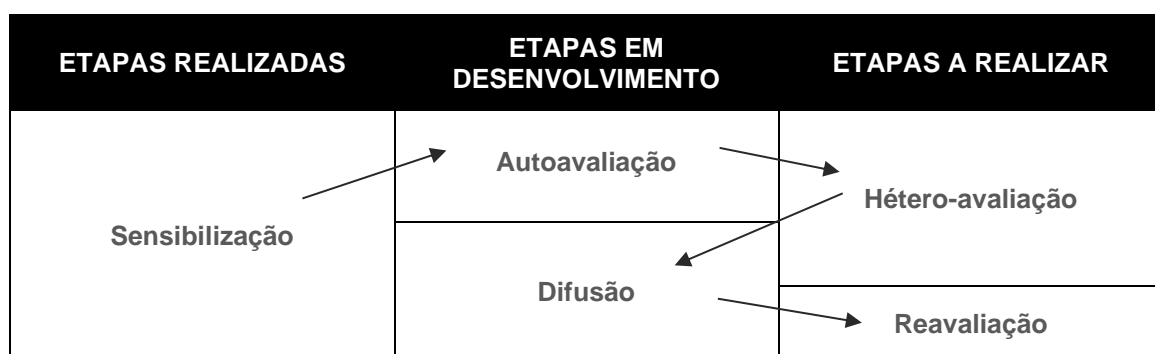 ETAPAS REALIZADAS
ETAPAS EM
DESENVOLVIMENTO
ETAPAS A REALIZAR
Sensibilização
Autoavaliação
Difusão
Hétero-avaliação
Reavaliação